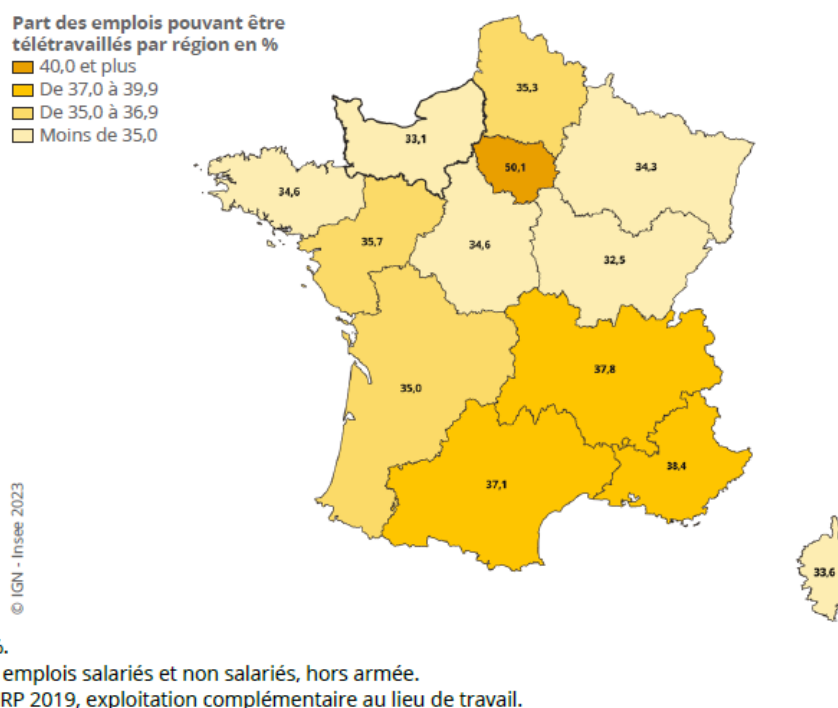 Part des emplois pouvant être
télétravaillés par région en %
40,0 et plus
De 37,0 à 39,9
De 35,0 à 36,9
Moins de 35,0
35,3
33,1
50,1
34,3
34,6
35,7
34,6
32,5
37,8
35,0
38,4
37,1
33,6
© IGN - Insee 2023
%.
emplois salariés et non salariés, hors armée.
RP 2019, exploitation complémentaire au lieu de travail.